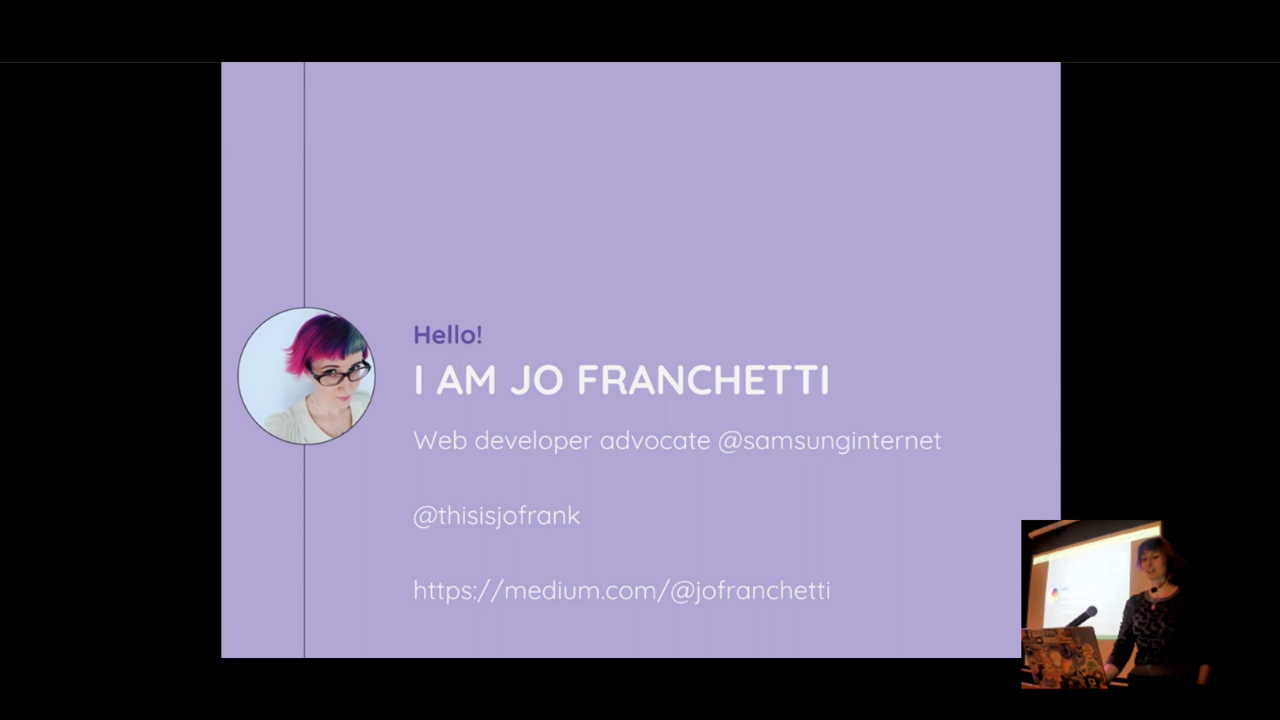 Hello!
I AM JO FRANCHETTI
Web developer advocate @samsunginternet
@thisisjofrank
https://medium.com/@jofranchetti